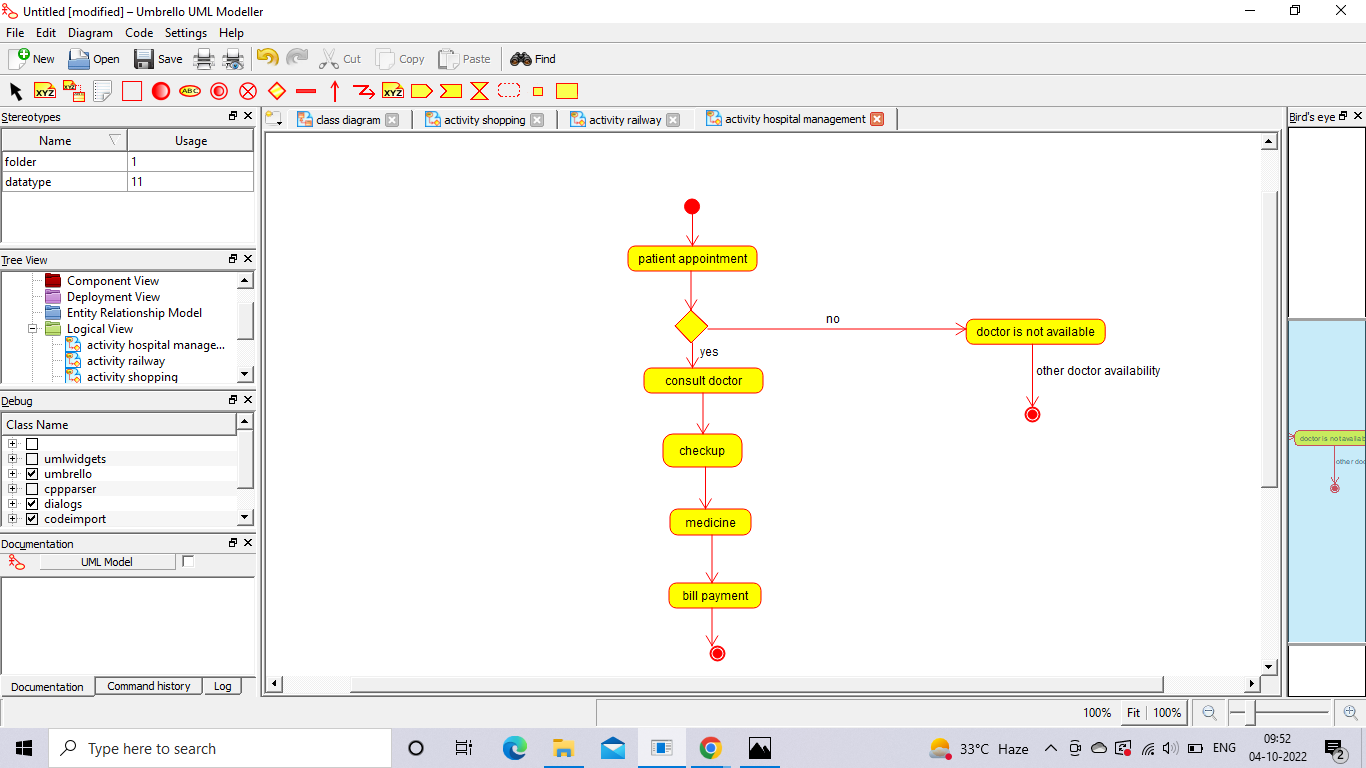 Untitled [modified] – Umbrello UML Modeller
File Edit Diagram Code Settings Help
New Open Save Cut Copy Paste Find
XYZ XYZ ABC XYZ
Stereotypes
Name Usage
folder 1
datatype 11
Tree View
Component View
Deployment View
Entity Relationship Model
Logical View
activity hospital manage...
activity railway
activity shopping
Debug
Class Name
umlwidgets
umbrello
cppparser
dialogs
codeimport
Documentation
UML Model
Documentation Command history Log
class diagram activity shopping activity railway activity hospital management
patient appointment
no
doctor is not available
yes
other doctor availability
consult doctor
checkup
medicine
bill payment
Bird's eye
doctor is not availab
other doc
100% Fit 100%
Type here to search
33°C Haze
ENG
09:52
04-10-2022
2